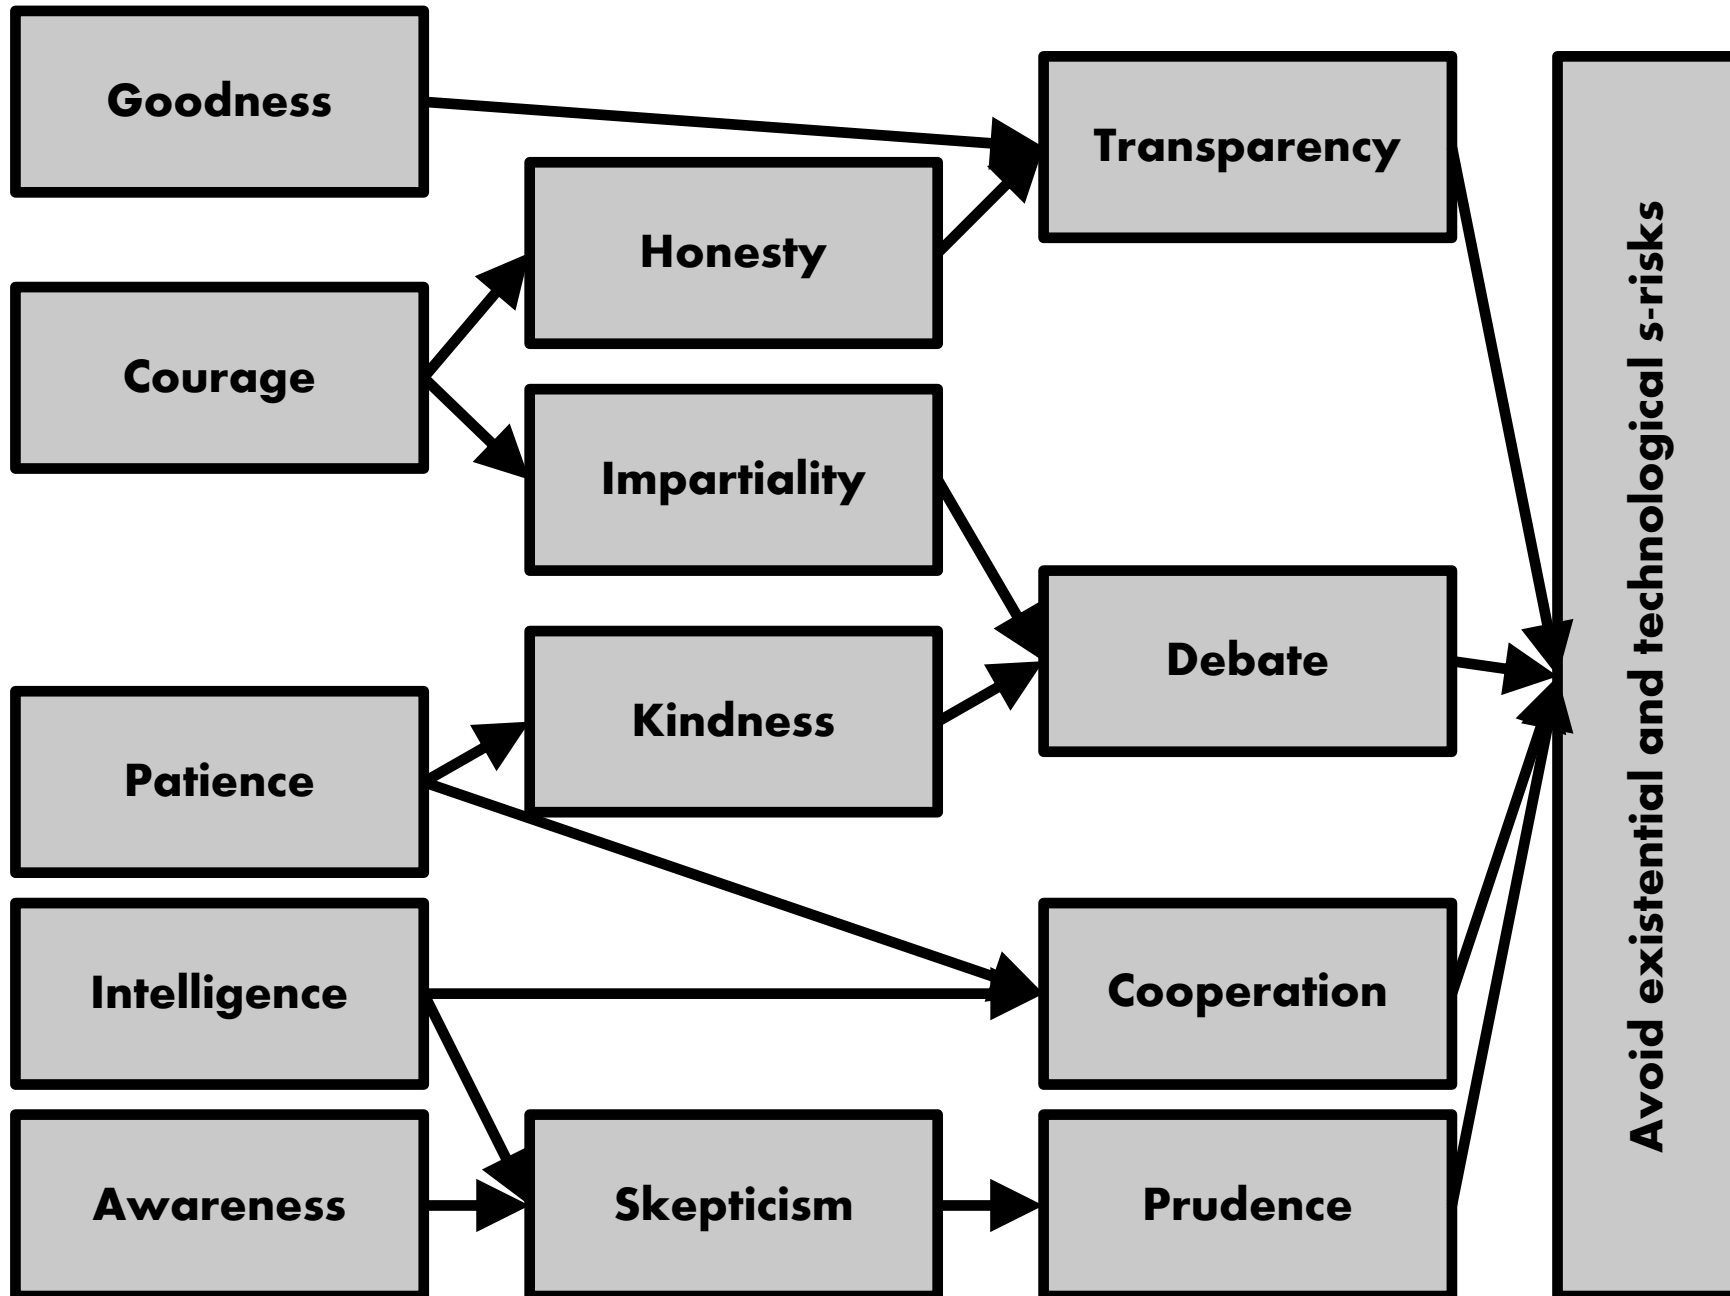 Goodness
Transparency
Honesty
Courage
Impartiality
Debate
Kindness
Patience
Intelligence
Cooperation
Awareness
Skepticism
Prudence
Avoid existential and technological s-risks